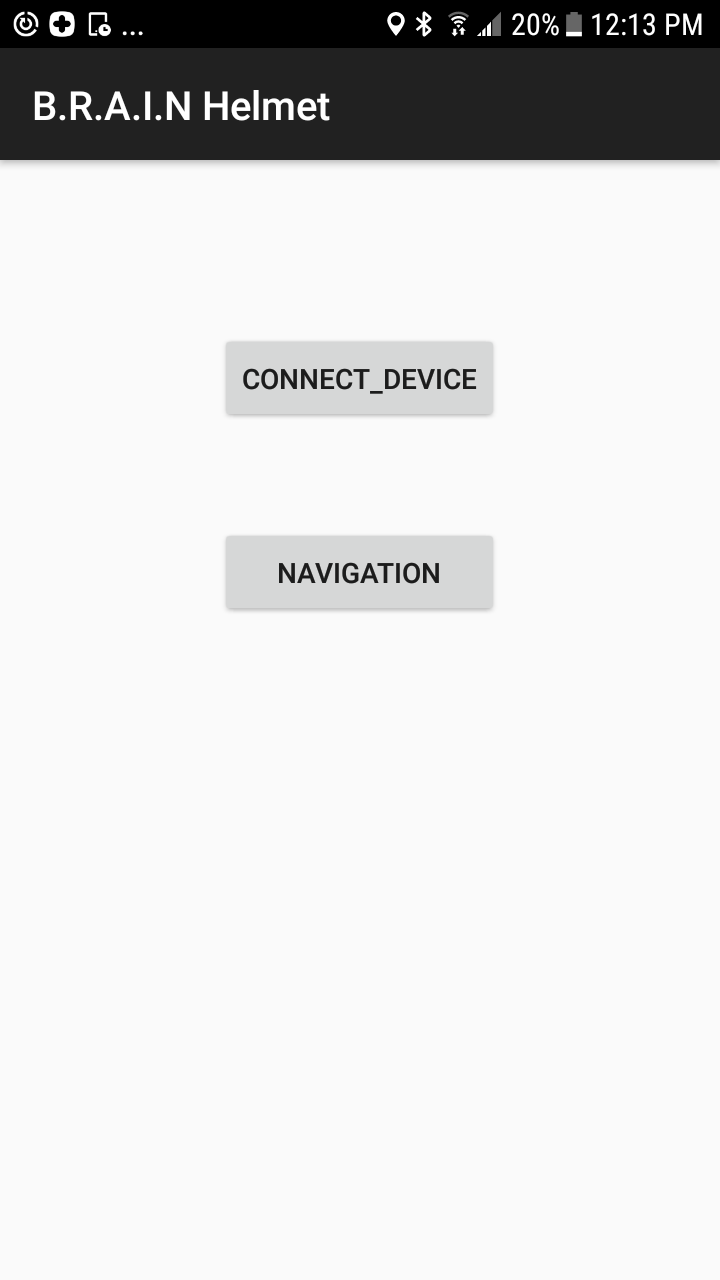 ... 20% 12:13 PM
B.R.A.I.N Helmet
CONNECT_DEVICE
NAVIGATION